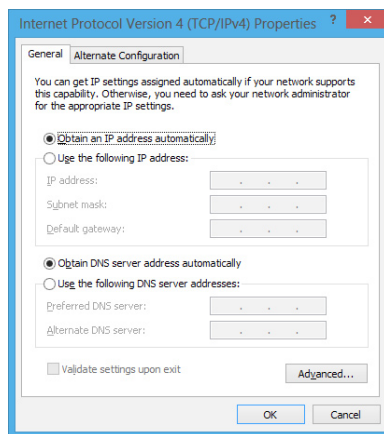 Internet Protocol Version 4 (TCP/IPv4) Properties ? ×
General Alternate Configuration
You can get IP settings assigned automatically if your network supports
this capability. Otherwise, you need to ask your network administrator
for the appropriate IP settings.
Obtain an IP address automatically
Use the following IP address:
IP address:
Subnet mask:
Default gateway:
Obtain DNS server address automatically
Use the following DNS server addresses:
Preferred DNS server:
Alternate DNS server:
Validate settings upon exit
Advanced...
OK Cancel